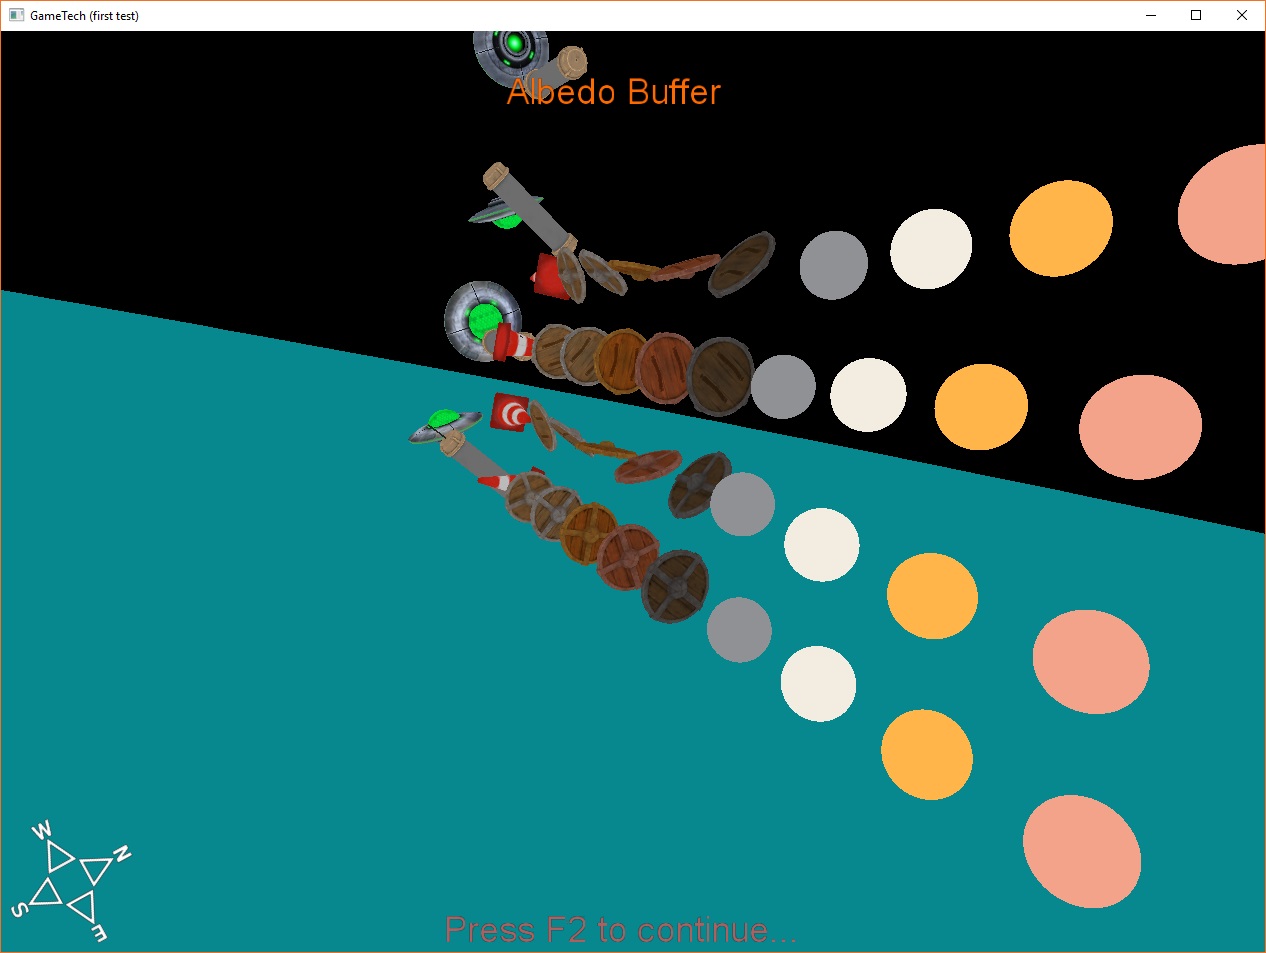 GameTech (first test)
Albedo Buffer
W
N
S
E
Press F2 to continue...